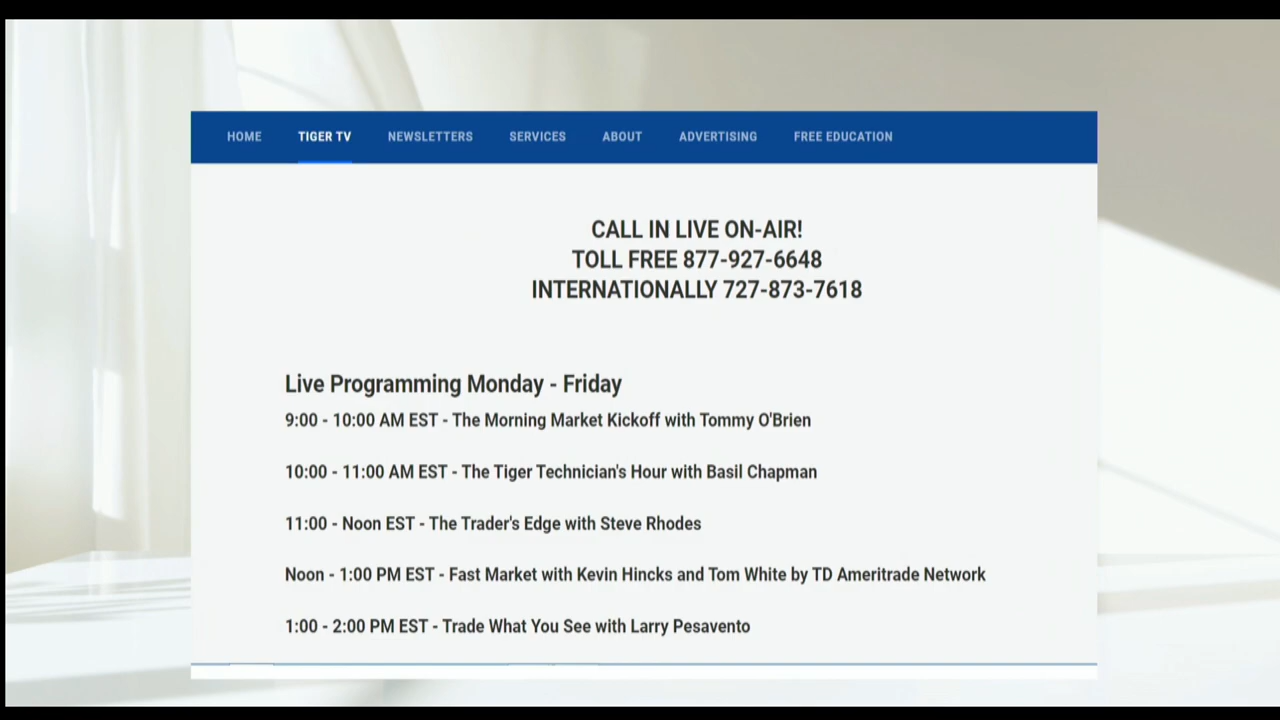 HOME TIGER TV NEWSLETTERS SERVICES ABOUT ADVERTISING FREE EDUCATION
CALL IN LIVE ON-AIR!
TOLL FREE 877-927-6648
INTERNATIONALLY 727-873-7618
Live Programming Monday - Friday
9:00 - 10:00 AM EST - The Morning Market Kickoff with Tommy O'Brien
10:00 - 11:00 AM EST - The Tiger Technician's Hour with Basil Chapman
11:00 - Noon EST - The Trader's Edge with Steve Rhodes
Noon - 1:00 PM EST - Fast Market with Kevin Hincks and Tom White by TD Ameritrade Network
1:00 - 2:00 PM EST - Trade What You See with Larry Pesavento